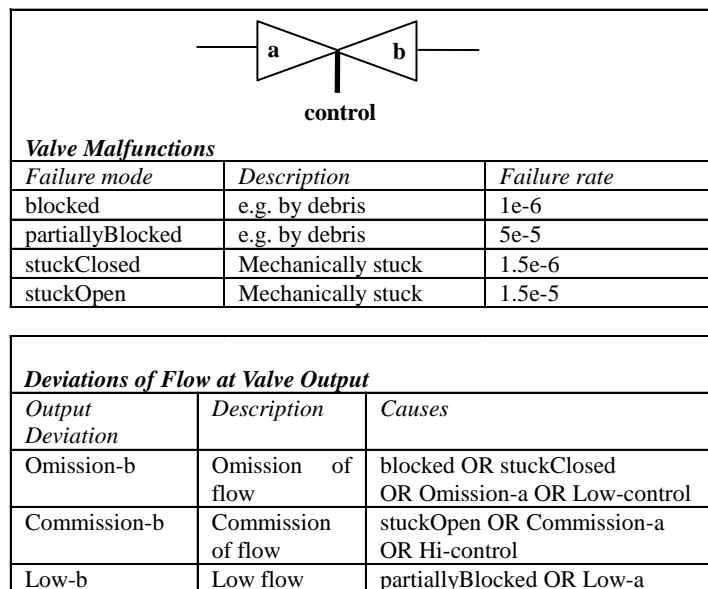 a b
control
Valve Malfunctions
Failure mode Description Failure rate
blocked e.g. by debris 1e-6
partiallyBlocked e.g. by debris 5e-5
stuckClosed Mechanically stuck 1.5e-6
stuckOpen Mechanically stuck 1.5e-5
Deviations of Flow at Valve Output
Output Description Causes
Deviation
Omission-b Omission of blocked OR stuckClosed
flow OR Omission-a OR Low-control
Commission-b Commission stuckOpen OR Commission-a
of flow OR Hi-control
Low-b Low flow partiallyBlocked OR Low-a